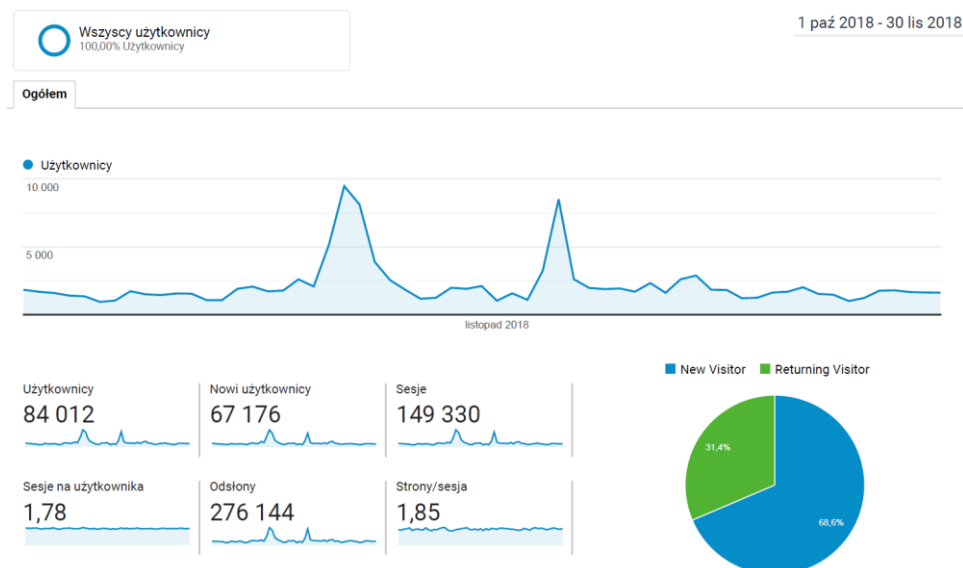 Wszyscy użytkownicy
100,00% Użytkownicy
1 paź 2018 - 30 lis 2018
Ogółem
Użytkownicy
10 000
5 000
listopad 2018
Użytkownicy
84 012
Nowi użytkownicy
67 176
Sesje
149 330
Sesje na użytkownika
1,78
Odsłony
276 144
Strony/sesja
1,85
New Visitor
Returning Visitor
31,4%
68,6%